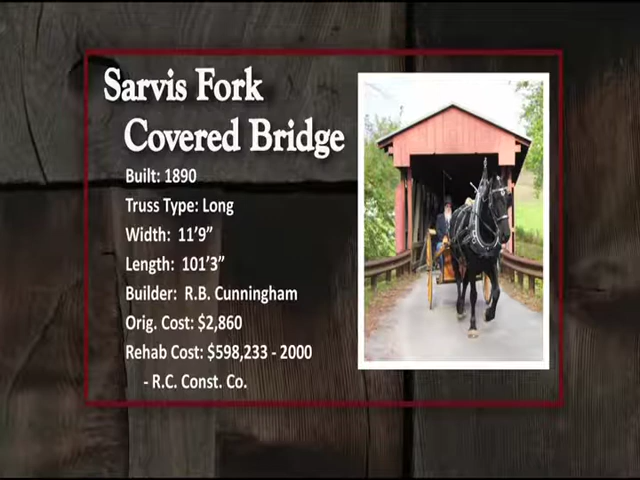 Sarvis Fork
Covered Bridge
Built: 1890
Truss Type: Long
Width:  11'9”
Length:  101'3”
Builder:  R.B. Cunningham
Orig. Cost: $2,860
Rehab Cost: $598,233 - 2000
- R.C. Const. Co.